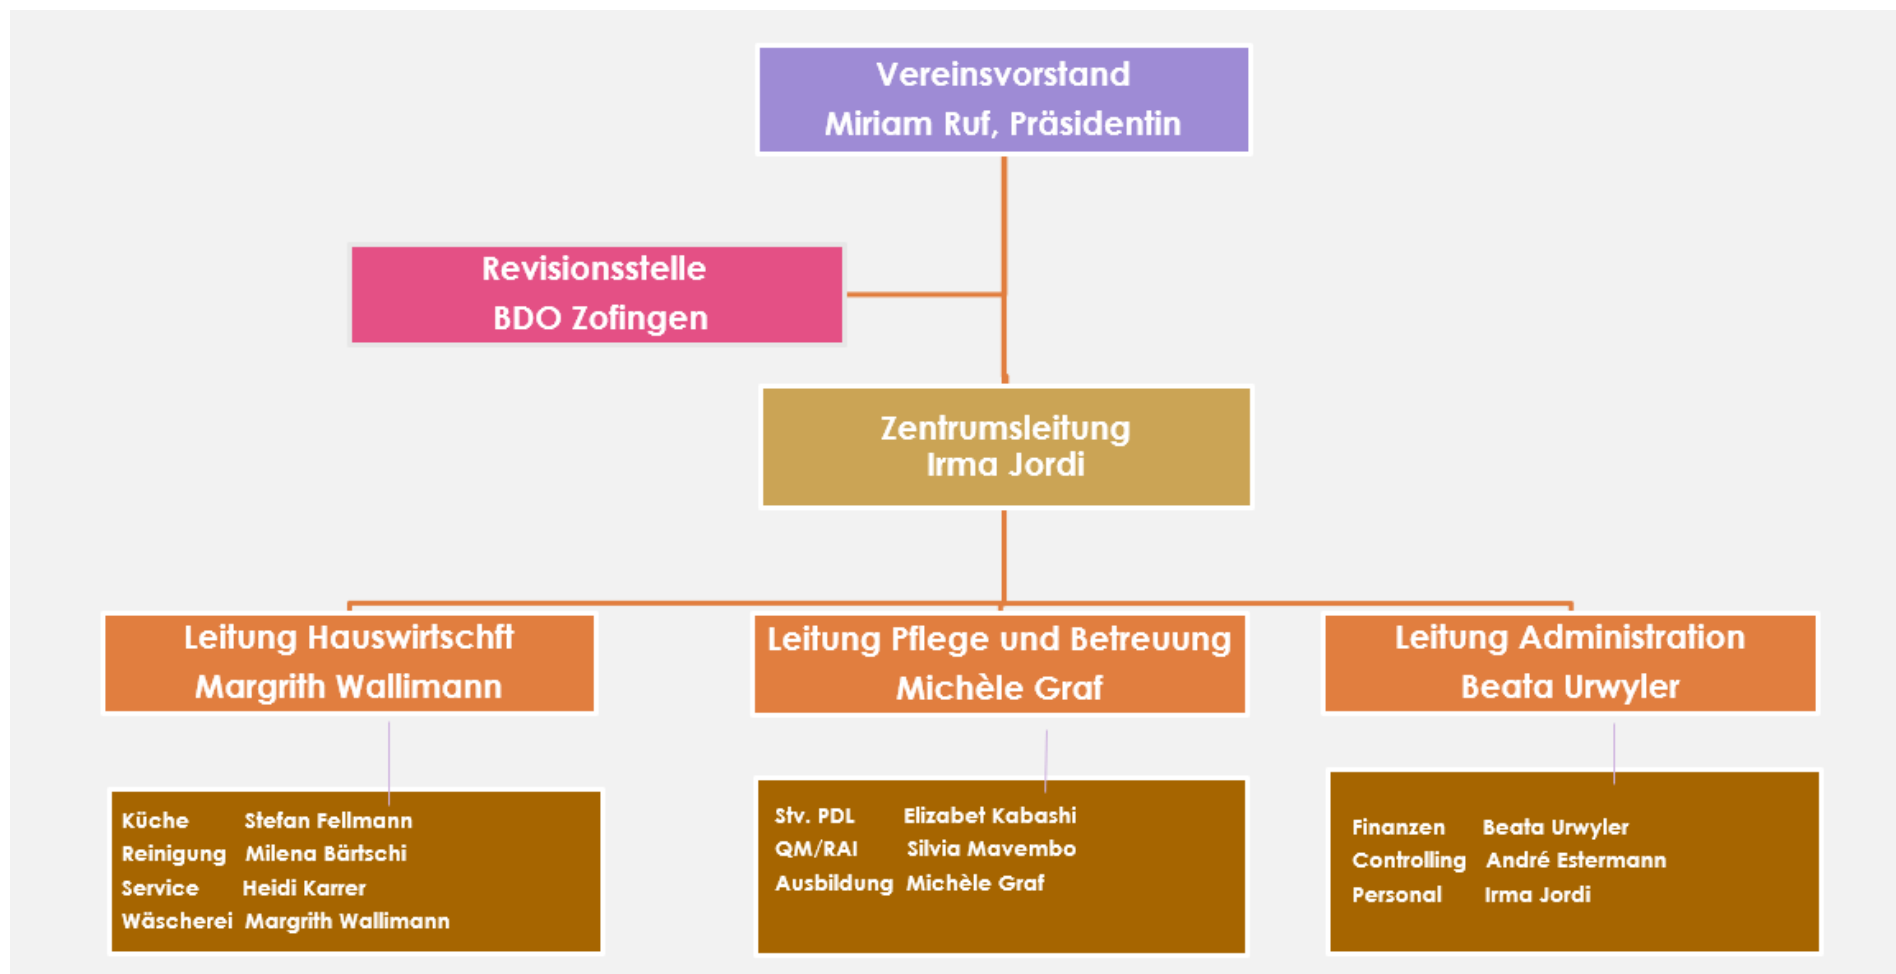 Vereinsvorstand
Miriam Ruf, Präsidentin
Revisionsstelle
BDO Zofingen
Zentrumsleitung
Irma Jordi
Leitung Hauswirtschft
Margrith Wallimann
Leitung Pflege und Betreuung
Michèle Graf
Leitung Administration
Beata Urwyler
Küche Stefan Fellmann
Reinigung Milena Bärtschi
Service Heidi Karrer
Wäscherei Margrith Wallimann
Stv. PDL Elizabet Kabashi
QM/RAI Silvia Mavembo
Ausbildung Michèle Graf
Finanzen Beata Urwyler
Controlling André Estermann
Personal Irma Jordi